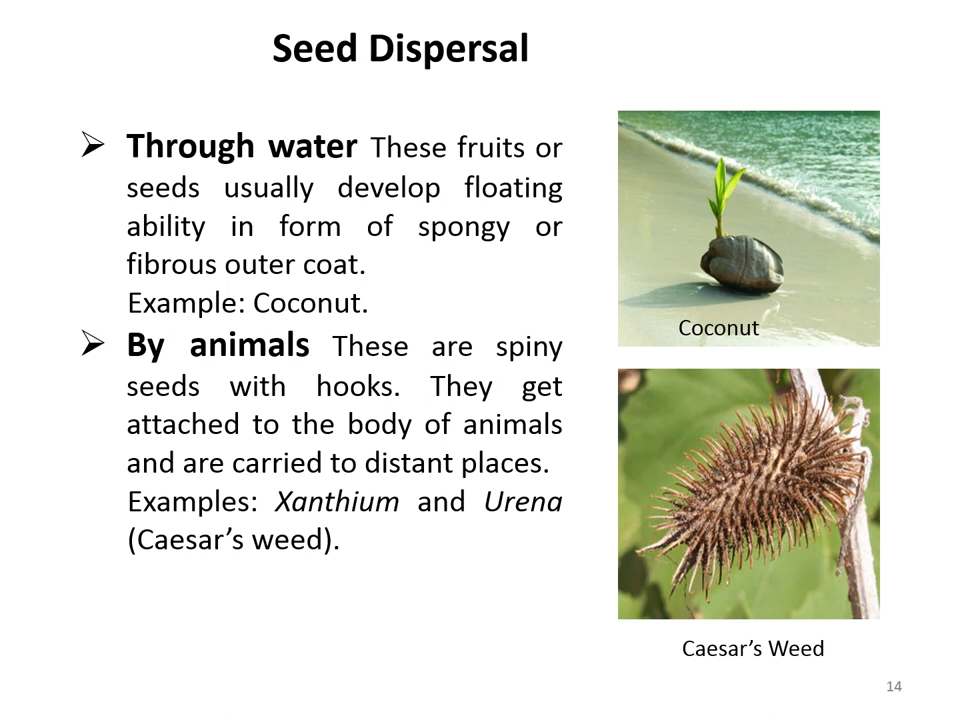 Seed Dispersal
➢ Through water These fruits or
seeds usually develop floating
ability in form of spongy or
fibrous outer coat.
Example: Coconut.
➢ By animals These are spiny
seeds with hooks. They get
attached to the body of animals
and are carried to distant places.
Examples: Xanthium and Urena
(Caesar’s weed).
Coconut
Caesar’s Weed
14